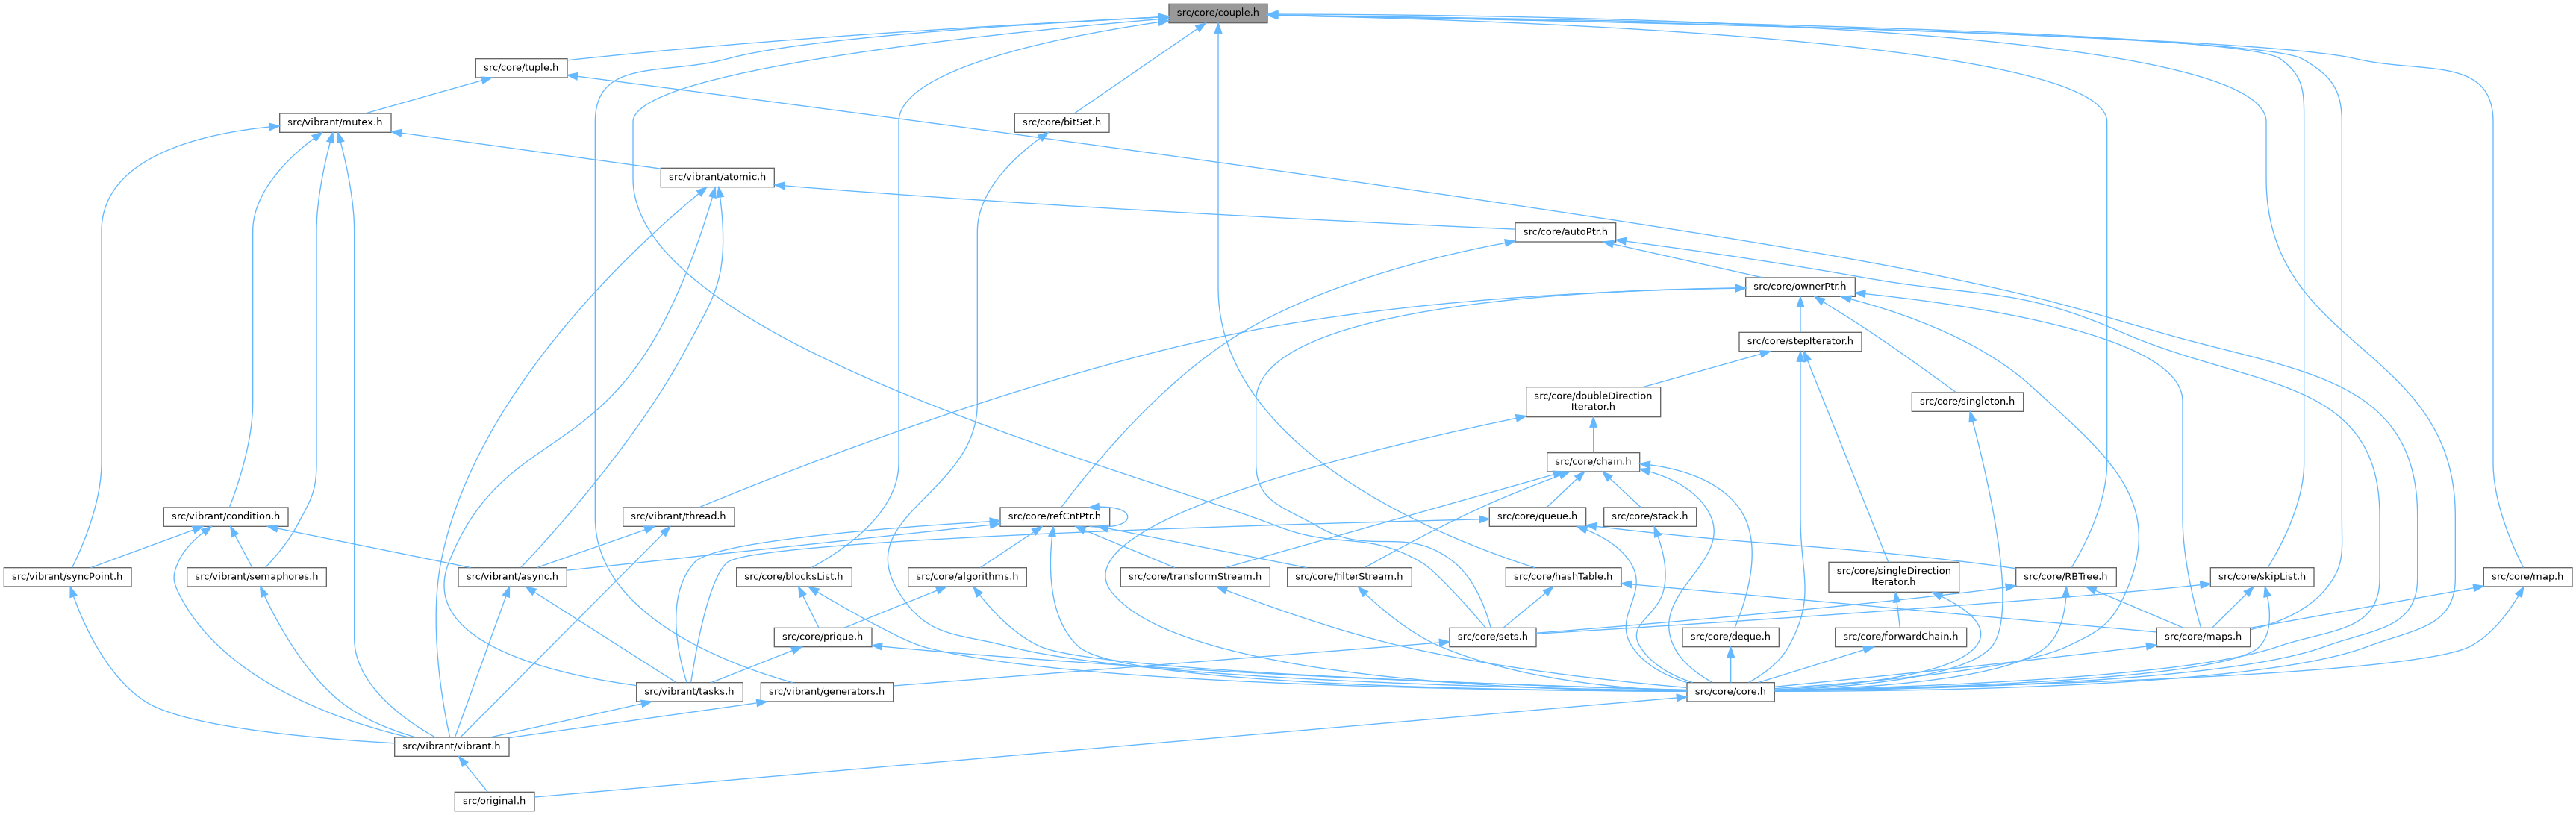 src/core/couple.h
src/core/tuple.h
src/vibrant/mutex.h
src/core/bitSet.h
src/vibrant/atomic.h
src/core/autoPtr.h
src/core/ownerPtr.h
src/core/stepIterator.h
src/core/doubleDirection
Iterator.h
src/core/singleton.h
src/core/chain.h
src/vibrant/condition.h
src/vibrant/thread.h
src/core/refCntPtr.h
src/core/queue.h
src/core/stack.h
src/vibrant/syncPoint.h
src/vibrant/semaphores.h
src/vibrant/async.h
src/core/blocksList.h
src/core/algorithms.h
src/core/transformStream.h
src/core/filterStream.h
src/core/hashTable.h
src/core/singleDirection
Iterator.h
src/core/RBTree.h
src/core/skipList.h
src/core/map.h
src/core/prique.h
src/core/sets.h
src/core/deque.h
src/core/forwardChain.h
src/core/maps.h
src/vibrant/tasks.h
src/vibrant/generators.h
src/core/core.h
src/vibrant/vibrant.h
src/original.h